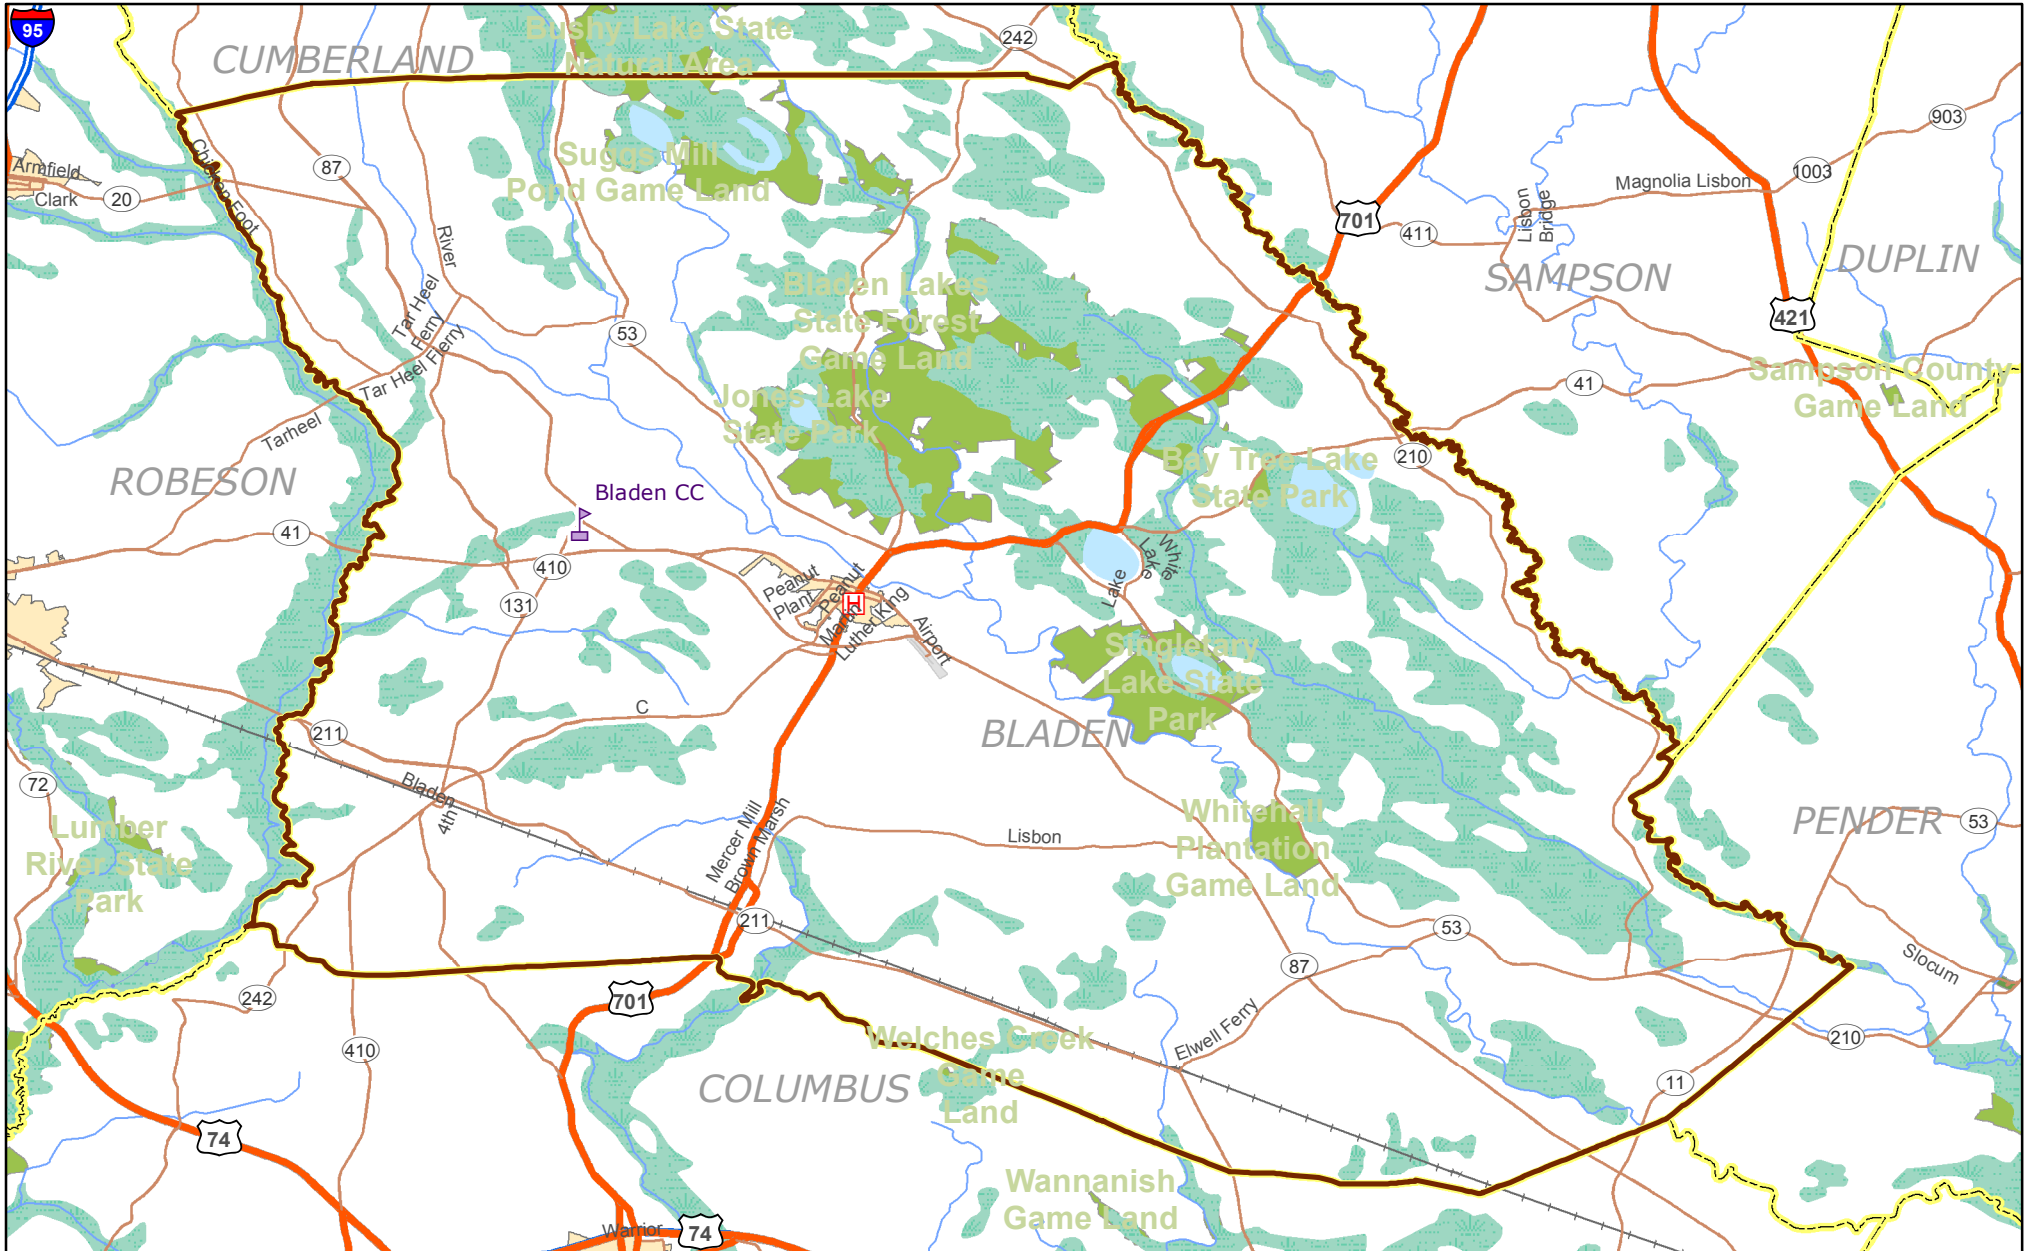 95
CUMBERLAND
Bushy Lake State
Natural Area
242
903
Armfield
Clark
20
Chicken Foot
87
Suggs Mill
Pond Game Land
701
411
Lisbon
Bridge
Magnolia Lisbon
1003
River
SAMPSON
DUPLIN
421
Tar Heel
Ferry
Tar Heel Ferry
53
Bladen Lakes
State Forest
Game Land
Jones Lake
State Park
41
Sampson County
Game Land
Tarheel
ROBESON
Bay Tree Lake
State Park
210
Bladen CC
41
410
131
Peanut
Plant
Peanut
H
Martin
Luther King
Airport
White
Lake
Lake
Singletary
Lake State
Park
BLADEN
C
211
72
Bladen
4th
Lumber
River State
Park
Mercer Mill
Brown Marsh
Lisbon
Whitehall
Plantation
Game Land
PENDER
53
211
53
87
Slocum
242
701
410
Welches Creek
Game
Land
Elwell Ferry
210
11
COLUMBUS
74
Wannanish
Game Land
Warrior
74